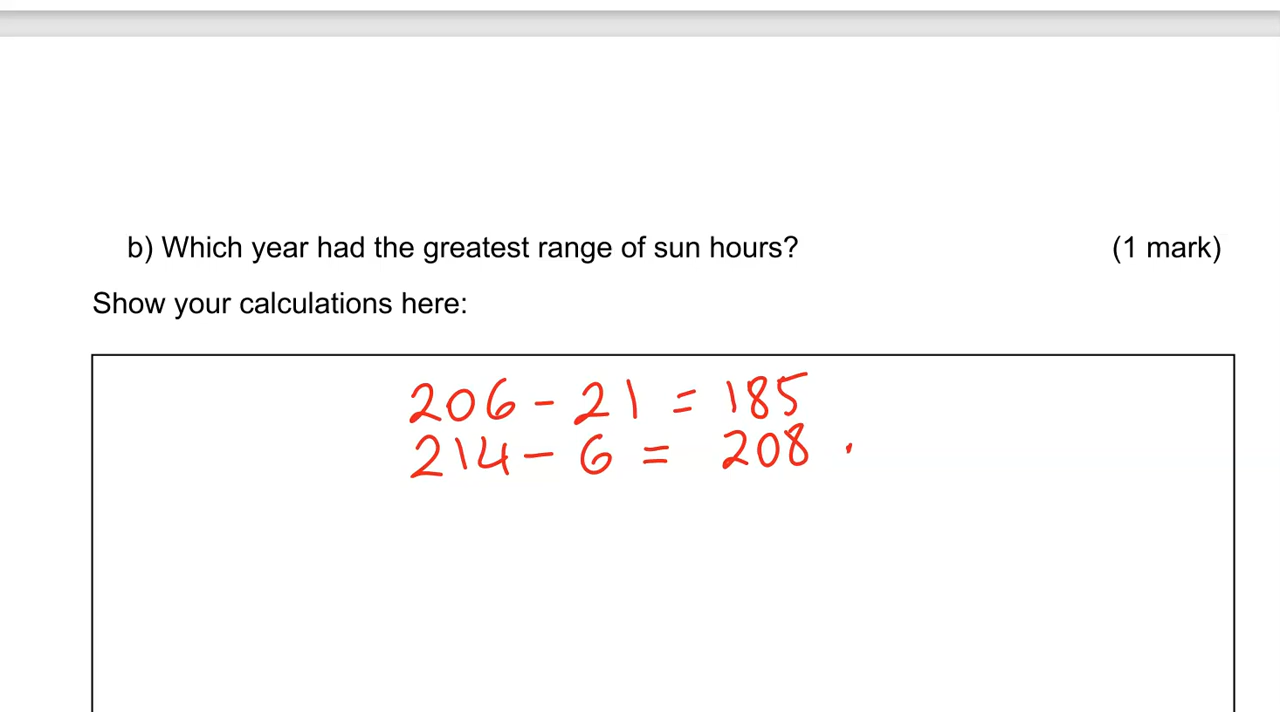 b) Which year had the greatest range of sun hours? (1 mark)
Show your calculations here:
206 - 21 = 185
214 - 6 = 208 .